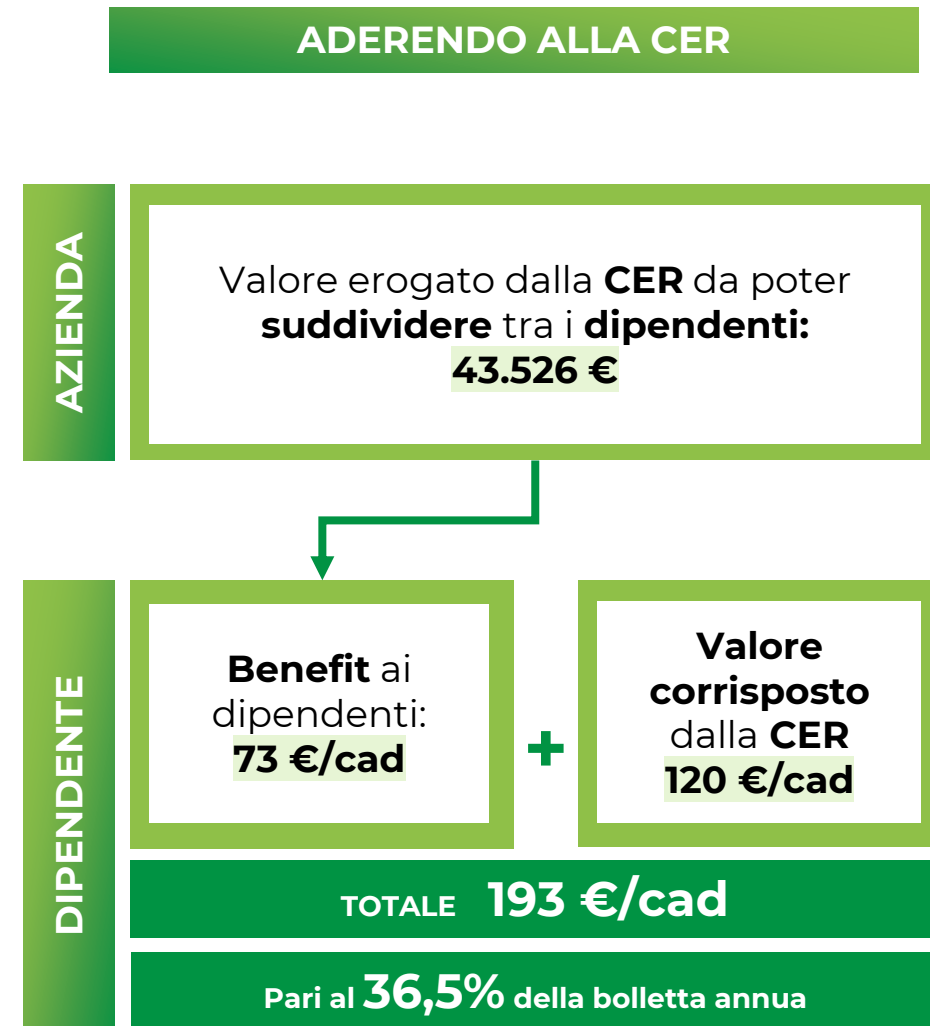 ADERENDO ALLA CER
AZIENDA
Valore erogato dalla CER da poter
suddividere tra i dipendenti:
43.526 €
DIPENDENTE
Benefit ai
dipendenti:
73 €/cad
+
Valore
corrisposto
dalla CER
120 €/cad
TOTALE 193 €/cad
Pari al 36,5% della bolletta annua